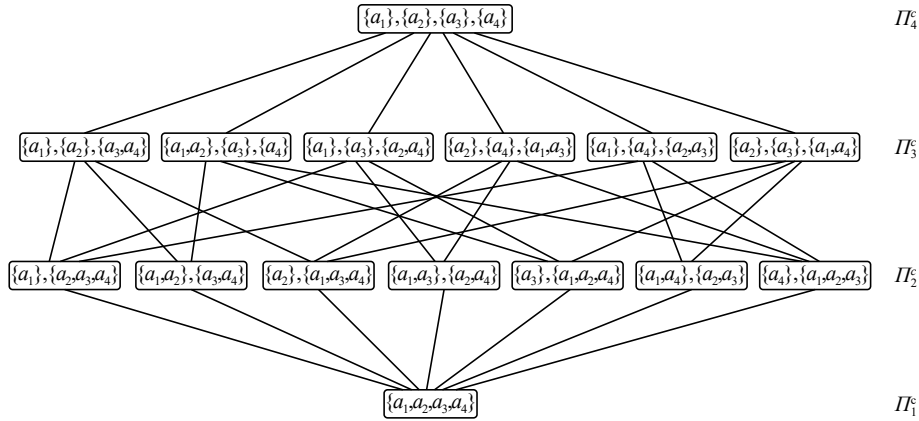 {a₁},{a₂},{a₃},{a₄} Π₄ᶜ
{a₁},{a₂},{a₃,a₄} {a₁,a₂},{a₃},{a₄} {a₁},{a₃},{a₂,a₄} {a₂},{a₄},{a₁,a₃} {a₁},{a₄},{a₂,a₃} {a₂},{a₃},{a₁,a₄} Π₃ᶜ
{a₁},{a₂,a₃,a₄} {a₁,a₂},{a₃,a₄} {a₂},{a₁,a₃,a₄} {a₁,a₃},{a₂,a₄} {a₃},{a₁,a₂,a₄} {a₁,a₄},{a₂,a₃} {a₄},{a₁,a₂,a₃} Π₂ᶜ
{a₁,a₂,a₃,a₄} Π₁ᶜ